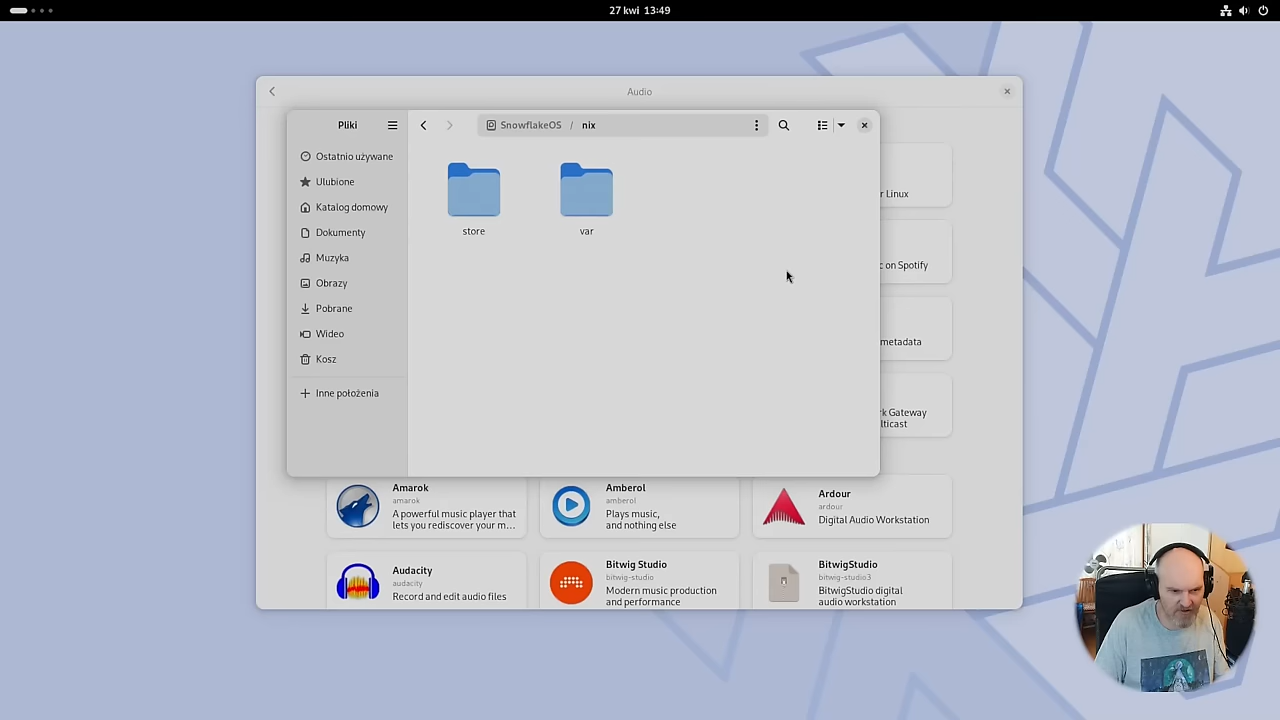 27 kwi 13:49
Audio
Pliki
SnowflakeOS / nix
Ostatnio używane
Ulubione
Katalog domowy
Dokumenty
Muzyka
Obrazy
Pobrane
Wideo
Kosz
Inne położenia
store
var
r Linux
c on Spotify
metadata
rk Gateway
lticast
Amarok
amarok
A powerful music player that
lets you rediscover your m...
Amberol
amberol
Plays music,
and nothing else
Ardour
ardour
Digital Audio Workstation
Audacity
audacity
Record and edit audio files
Bitwig Studio
bitwig-studio
Modern music production
and performance
BitwigStudio
bitwig-studio3
BitwigStudio digital
audio workstation